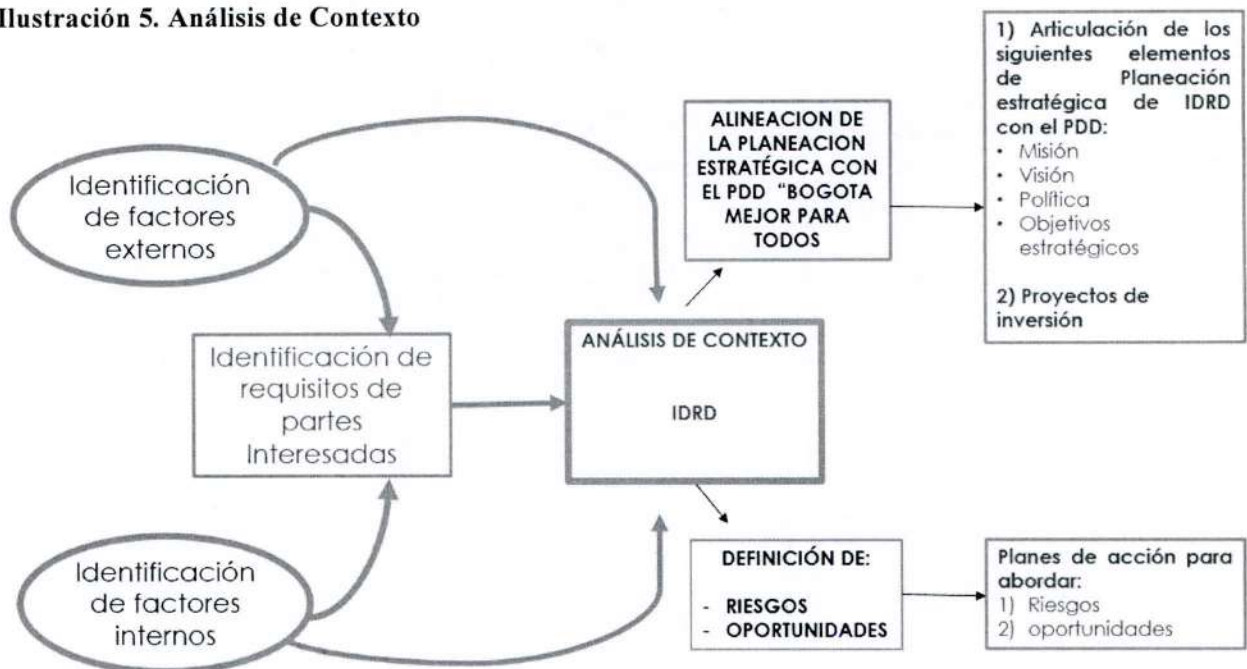 Ilustración 5. Análisis de Contexto
Identificación
de factores
externos
Identificación de
requisitos de
partes
Interesadas
Identificación
de factores
internos
ANÁLISIS DE CONTEXTO
IDRD
ALINEACION DE
LA PLANEACION
ESTRATÉGICA CON
EL PDD “BOGOTA
MEJOR PARA
TODOS
1) Articulación de los
siguientes elementos
de Planeación
estratégica de IDRD
con el PDD:
• Misión
• Visión
• Política
• Objetivos
estratégicos
2) Proyectos de
inversión
DEFINICIÓN DE:
- RIESGOS
- OPORTUNIDADES
Planes de acción para
abordar:
1) Riesgos
2) oportunidades